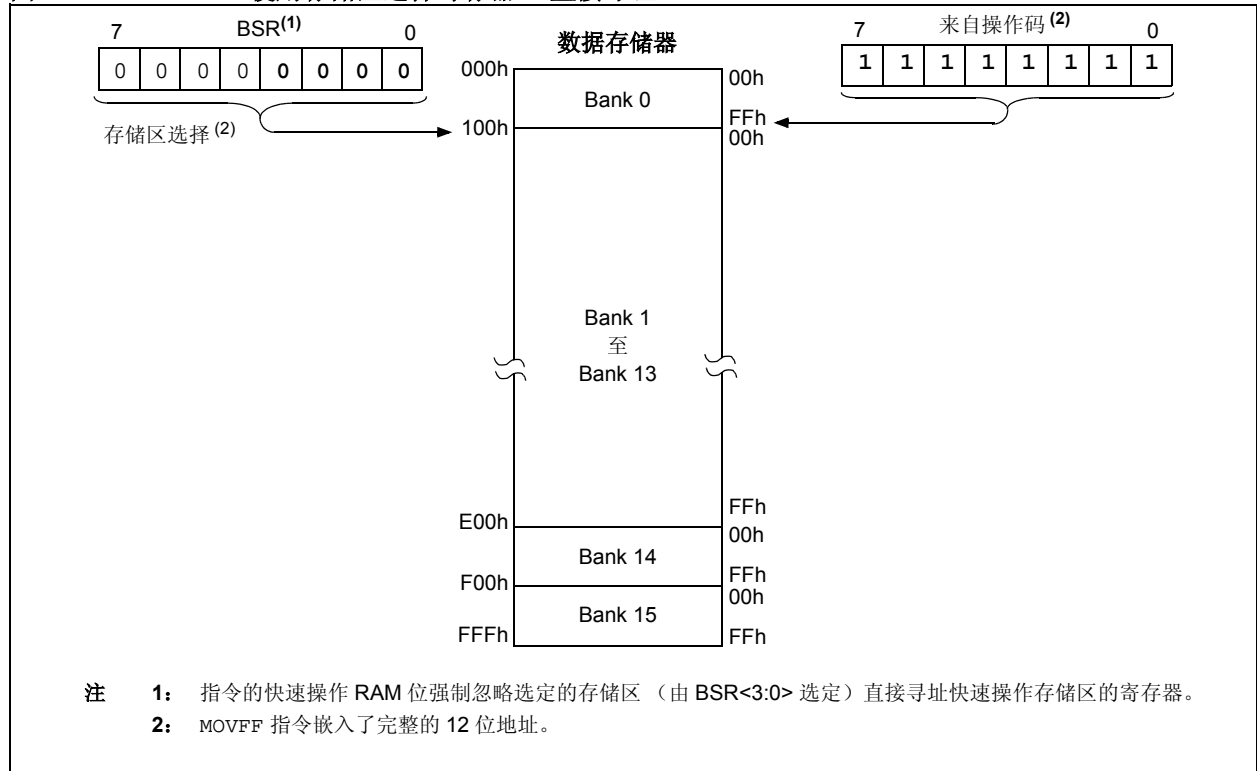 7 BSR(1) 0
0 0 0 0 0 0 0 0
存储区选择 (2)
数据存储器
7 来自操作码 (2) 0
1 1 1 1 1 1 1 1
000h
00h
Bank 0
FFh
100h
00h
Bank 1
至
Bank 13
FFh
E00h
00h
Bank 14
FFh
F00h
00h
Bank 15
FFFh
FFh
注 1： 指令的快速操作 RAM 位强制忽略选定的存储区 （由 BSR<3:0> 选定）直接寻址快速操作存储区的寄存器。
2： MOVFF 指令嵌入了完整的 12 位地址。